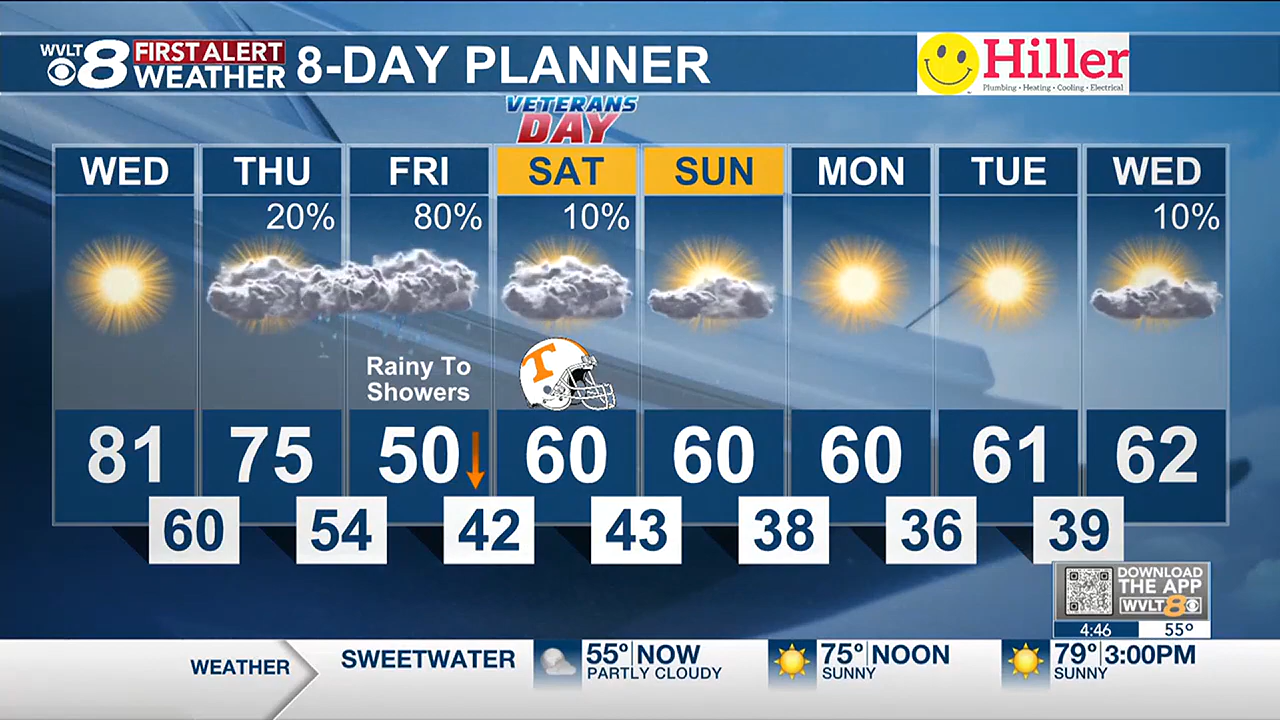 WVLT 8 FIRST ALERT WEATHER
8-DAY PLANNER
Hiller
Plumbing • Heating • Cooling • Electrical
VETERANS
DAY
WED THU FRI SAT SUN MON TUE WED
20% 80% 10% 10%
Rainy To
Showers
T
81 75 50 60 60 60 61 62
60 54 42 43 38 36 39
DOWNLOAD
THE APP
WVLT 8
4:46 55°
WEATHER
SWEETWATER
55° NOW
PARTLY CLOUDY
75° NOON
SUNNY
79° 3:00PM
SUNNY